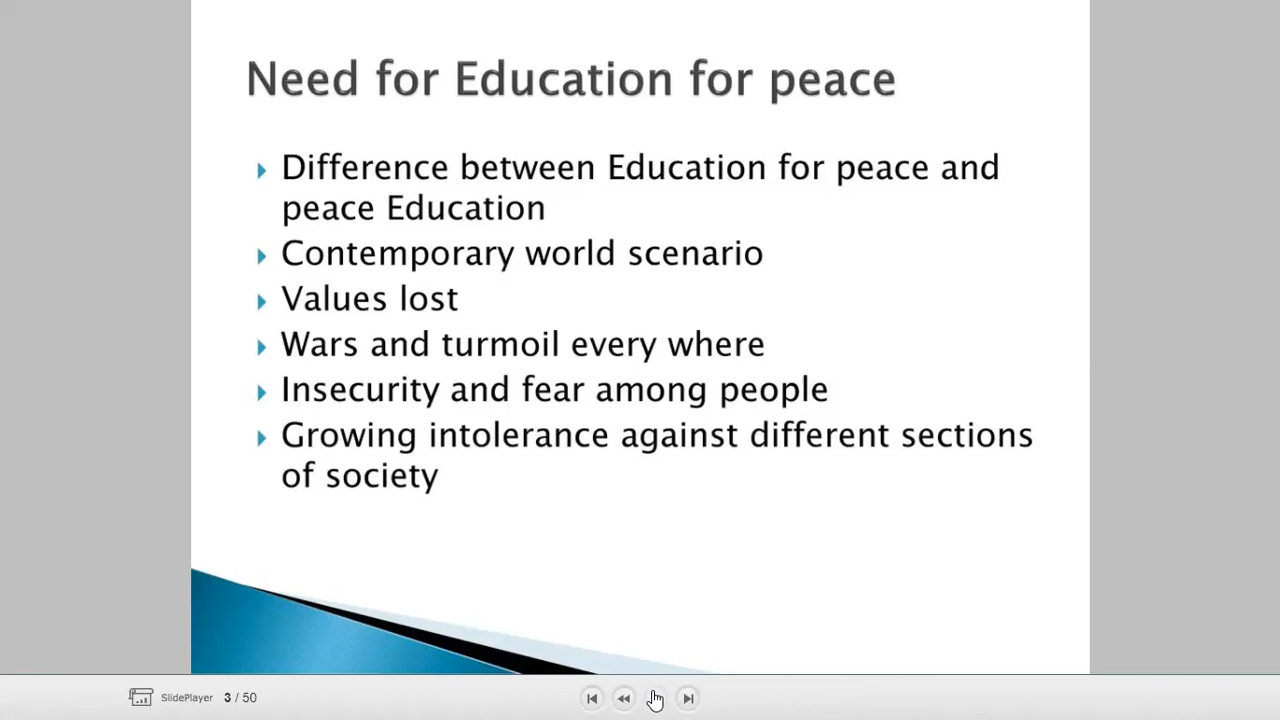 Need for Education for peace
Difference between Education for peace and
peace Education
Contemporary world scenario
Values lost
Wars and turmoil every where
Insecurity and fear among people
Growing intolerance against different sections
of society
SlidePlayer 3 / 50